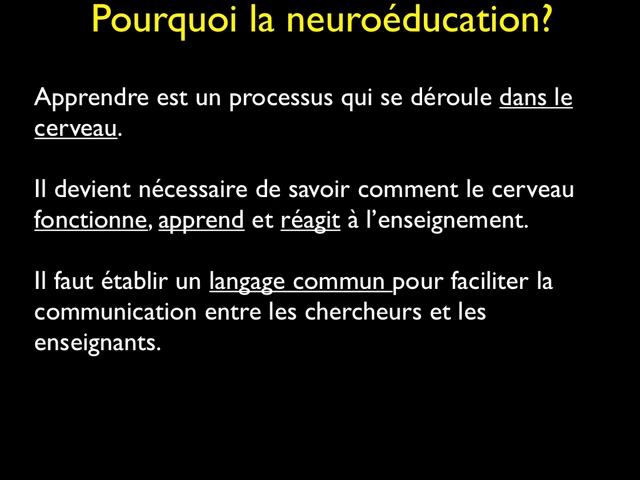 Pourquoi la neuroéducation?
Apprendre est un processus qui se déroule dans le
cerveau.
Il devient nécessaire de savoir comment le cerveau
fonctionne, apprend et réagit à l’enseignement.
Il faut établir un langage commun pour faciliter la
communication entre les chercheurs et les
enseignants.